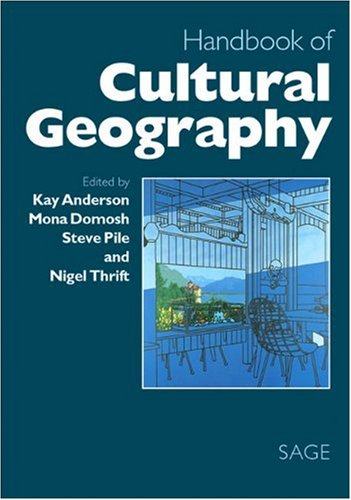 Handbook of
Cultural
Geography
Edited by
Kay Anderson
Mona Domosh
Steve Pile
and
Nigel Thrift
SAGE